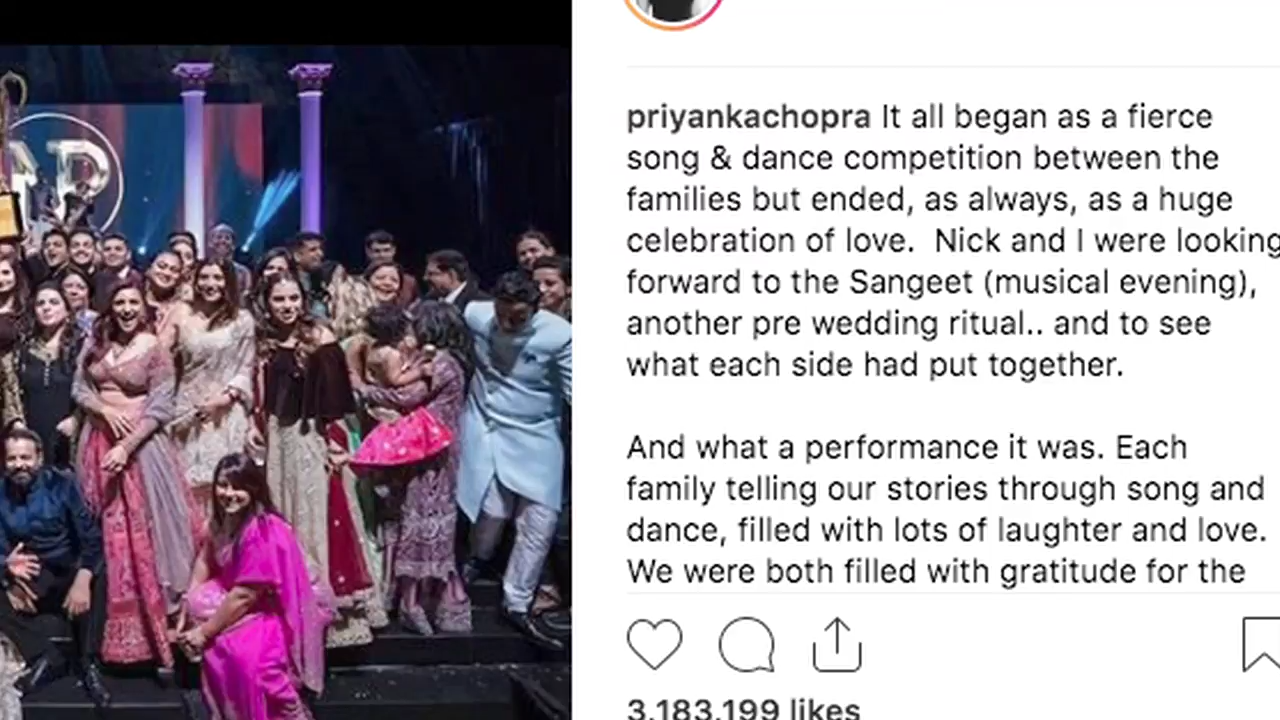 NP
priyankachopra It all began as a fierce
song & dance competition between the
families but ended, as always, as a huge
celebration of love.  Nick and I were looking
forward to the Sangeet (musical evening),
another pre wedding ritual.. and to see
what each side had put together.
And what a performance it was. Each
family telling our stories through song and
dance, filled with lots of laughter and love.
We were both filled with gratitude for the
3,183,199 likes